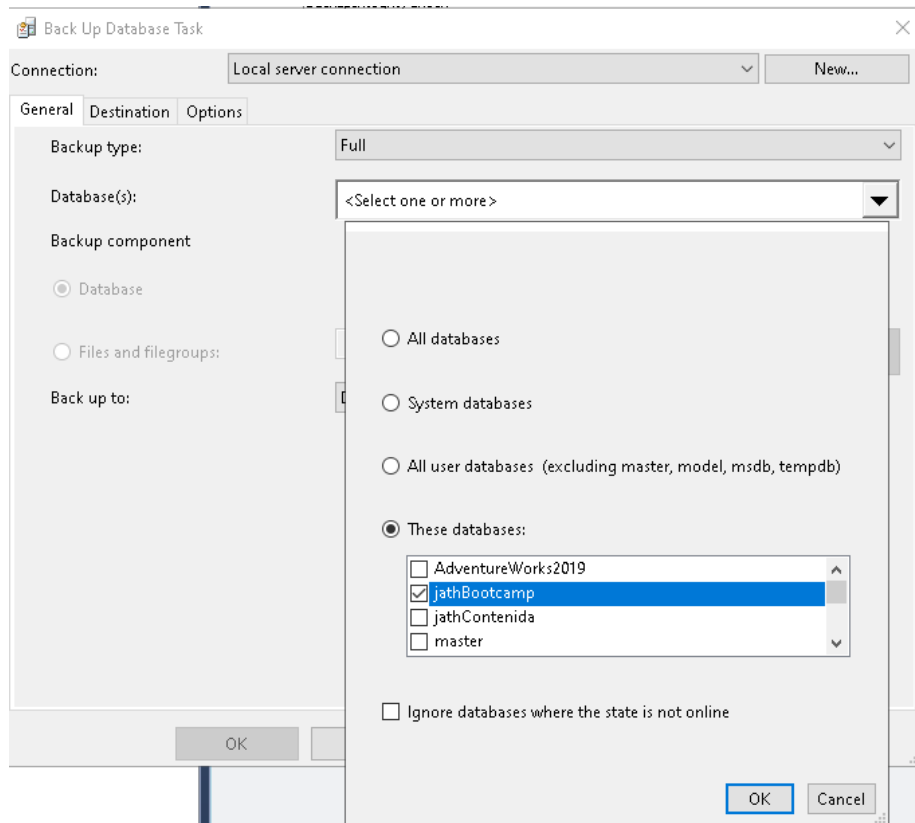 Back Up Database Task
Connection:
Local server connection
New...
General
Destination
Options
Backup type:
Full
Database(s):
<Select one or more>
Backup component
Database
Files and filegroups:
Back up to:
All databases
System databases
All user databases (excluding master, model, msdb, tempdb)
These databases:
AdventureWorks2019
jathBootcamp
jathContenida
master
Ignore databases where the state is not online
OK
OK
Cancel